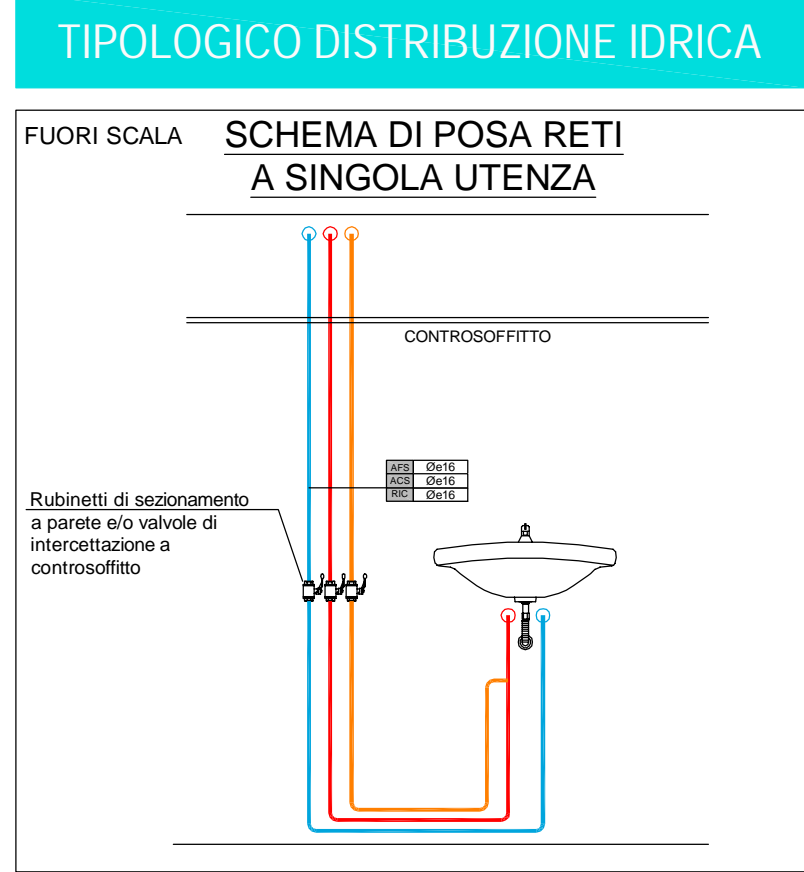 TIPOLOGICO DISTRIBUZIONE IDRICA
FUORI SCALA
SCHEMA DI POSA RETI
A SINGOLA UTENZA
CONTROSOFFITTO
AFS Øe16
ACS Øe16
RIC Øe16
Rubinetti di sezionamento
a parete e/o valvole di
intercettazione a
controsoffitto